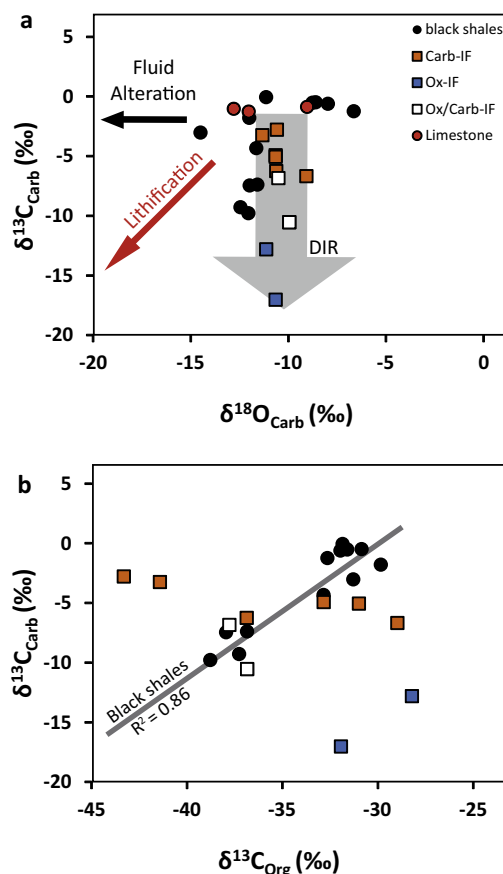 a
5
0
-5
-10
-15
-20
-20
-15
-10
-5
0
δ13CCarb (‰)
δ18OCarb (‰)
Fluid
Alteration
Lithification
DIR
black shales
Carb-IF
Ox-IF
Ox/Carb-IF
Limestone
b
5
0
-5
-10
-15
-20
-45
-40
-35
-30
-25
δ13CCarb (‰)
δ13COrg (‰)
Black shales
R² = 0.86